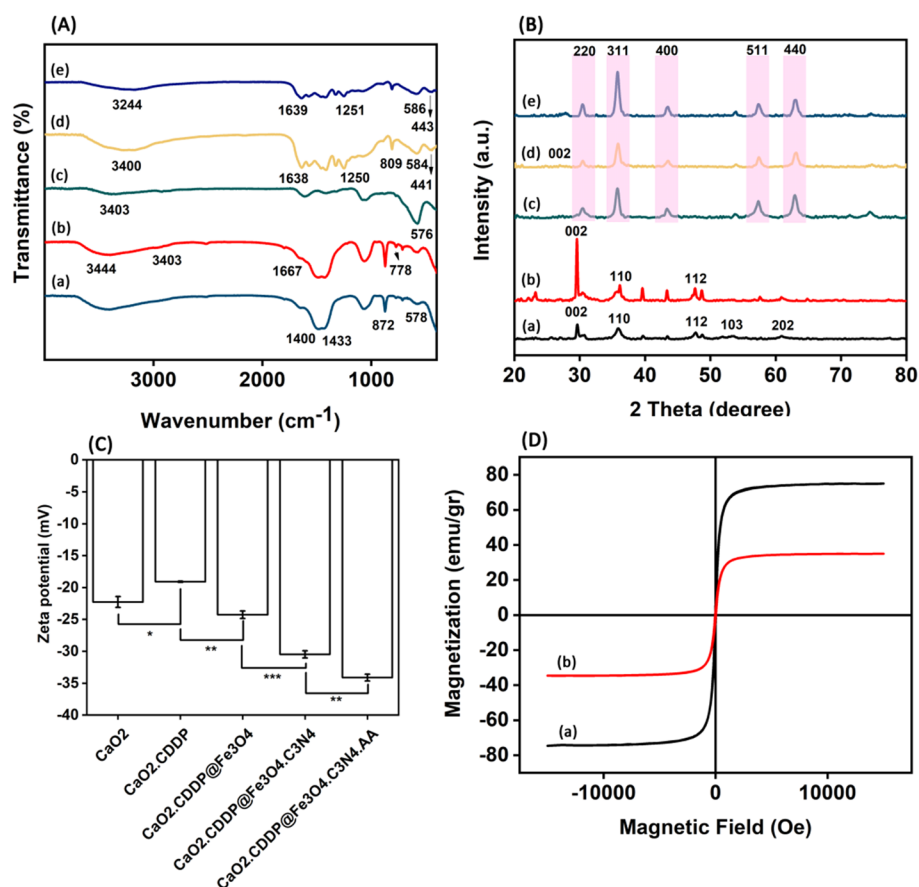 (A)
(e)
3244
1639
1251
586
443
(d)
3400
1638
1250
809
584
441
(c)
3403
576
(b)
3444
3403
1667
778
(a)
1400
1433
872
578
3000
2000
1000
Wavenumber (cm-1)
Transmittance (%)
(B)
220
311
400
511
440
(e)
(d)
002
(c)
002
(b)
110
112
002
(a)
110
112
103
202
20
30
40
50
60
70
80
2 Theta (degree)
Intensity (a.u.)
(C)
0
-5
-10
-15
-20
-25
-30
-35
-40
Zeta potential (mV)
*
**
***
**
CaO2
CaO2.CDDP
CaO2.CDDP@Fe3O4
CaO2.CDDP@Fe3O4.C3N4
CaO2.CDDP@Fe3O4.C3N4.AA
(D)
80
60
40
20
0
-20
-40
-60
-80
(b)
(a)
-10000
0
10000
Magnetic Field (Oe)
Magnetization (emu/gr)